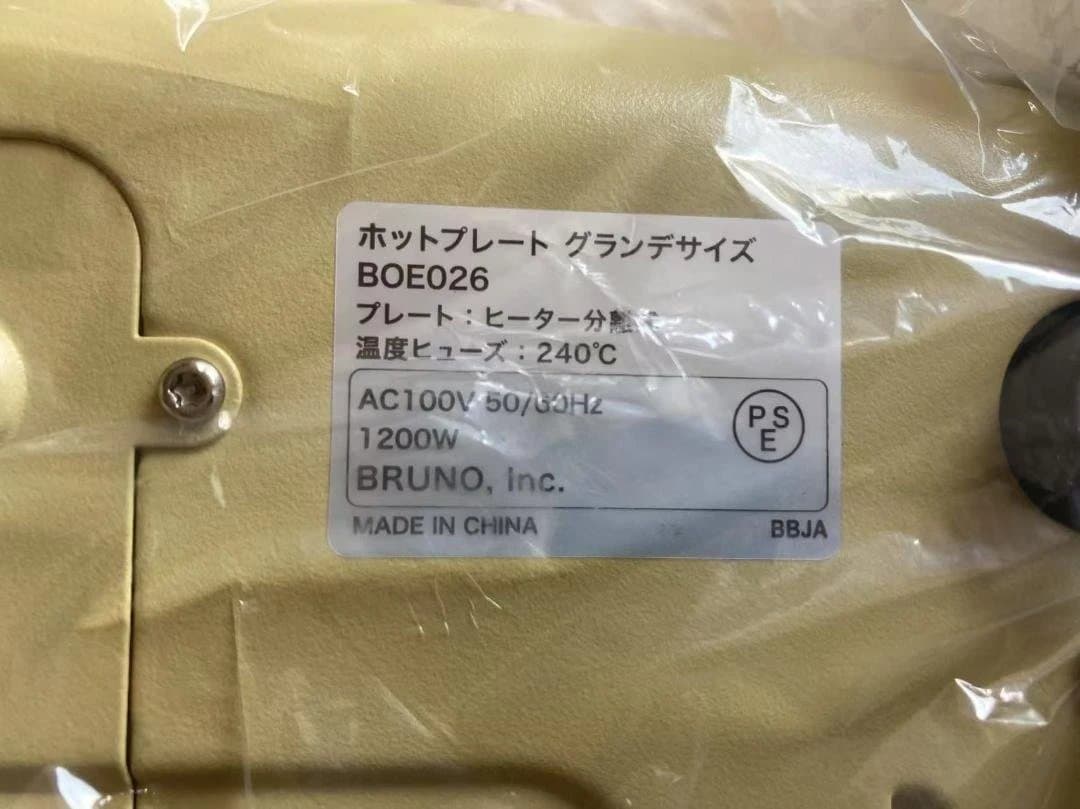 ホットプレート グランデサイズ
BOE026
プレート：ヒーター分離式
温度ヒューズ：240℃
AC100V 50/60Hz
1200W
PSE
BRUNO, inc.
MADE IN CHINA BBJA